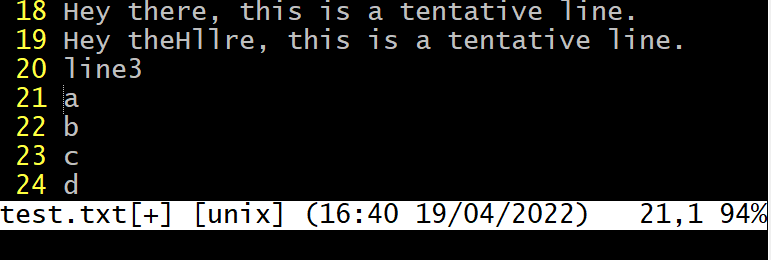 18 Hey there, this is a tentative line.
19 Hey theHllre, this is a tentative line.
20 line3
21 a
22 b
23 c
24 d
test.txt[+] [unix] (16:40 19/04/2022) 21,1 94%